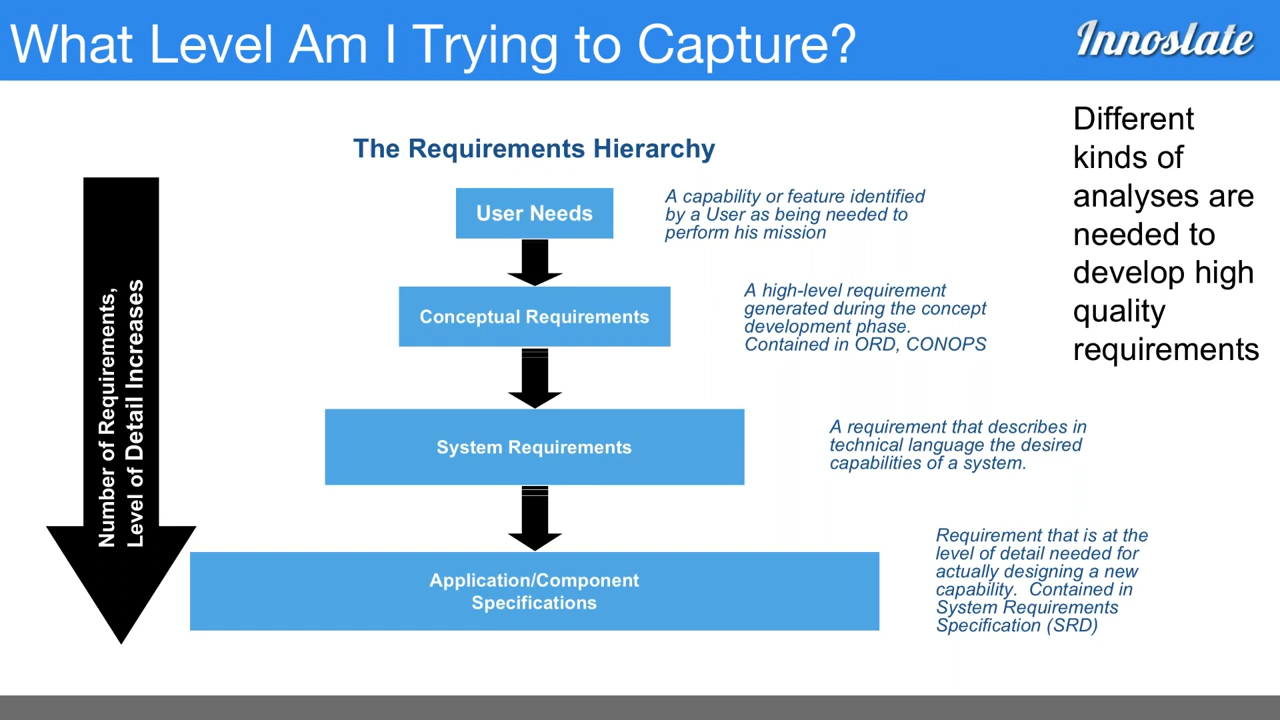 What Level Am I Trying to Capture?
Innoslate
The Requirements Hierarchy
Different
kinds of
analyses are
needed to
develop high
quality
requirements
Number of Requirements,
Level of Detail Increases
User Needs
A capability or feature identified
by a User as being needed to
perform his mission
Conceptual Requirements
A high-level requirement
generated during the concept
development phase.
Contained in ORD, CONOPS
System Requirements
A requirement that describes in
technical language the desired
capabilities of a system.
Application/Component
Specifications
Requirement that is at the
level of detail needed for
actually designing a new
capability.  Contained in
System Requirements
Specification (SRD)